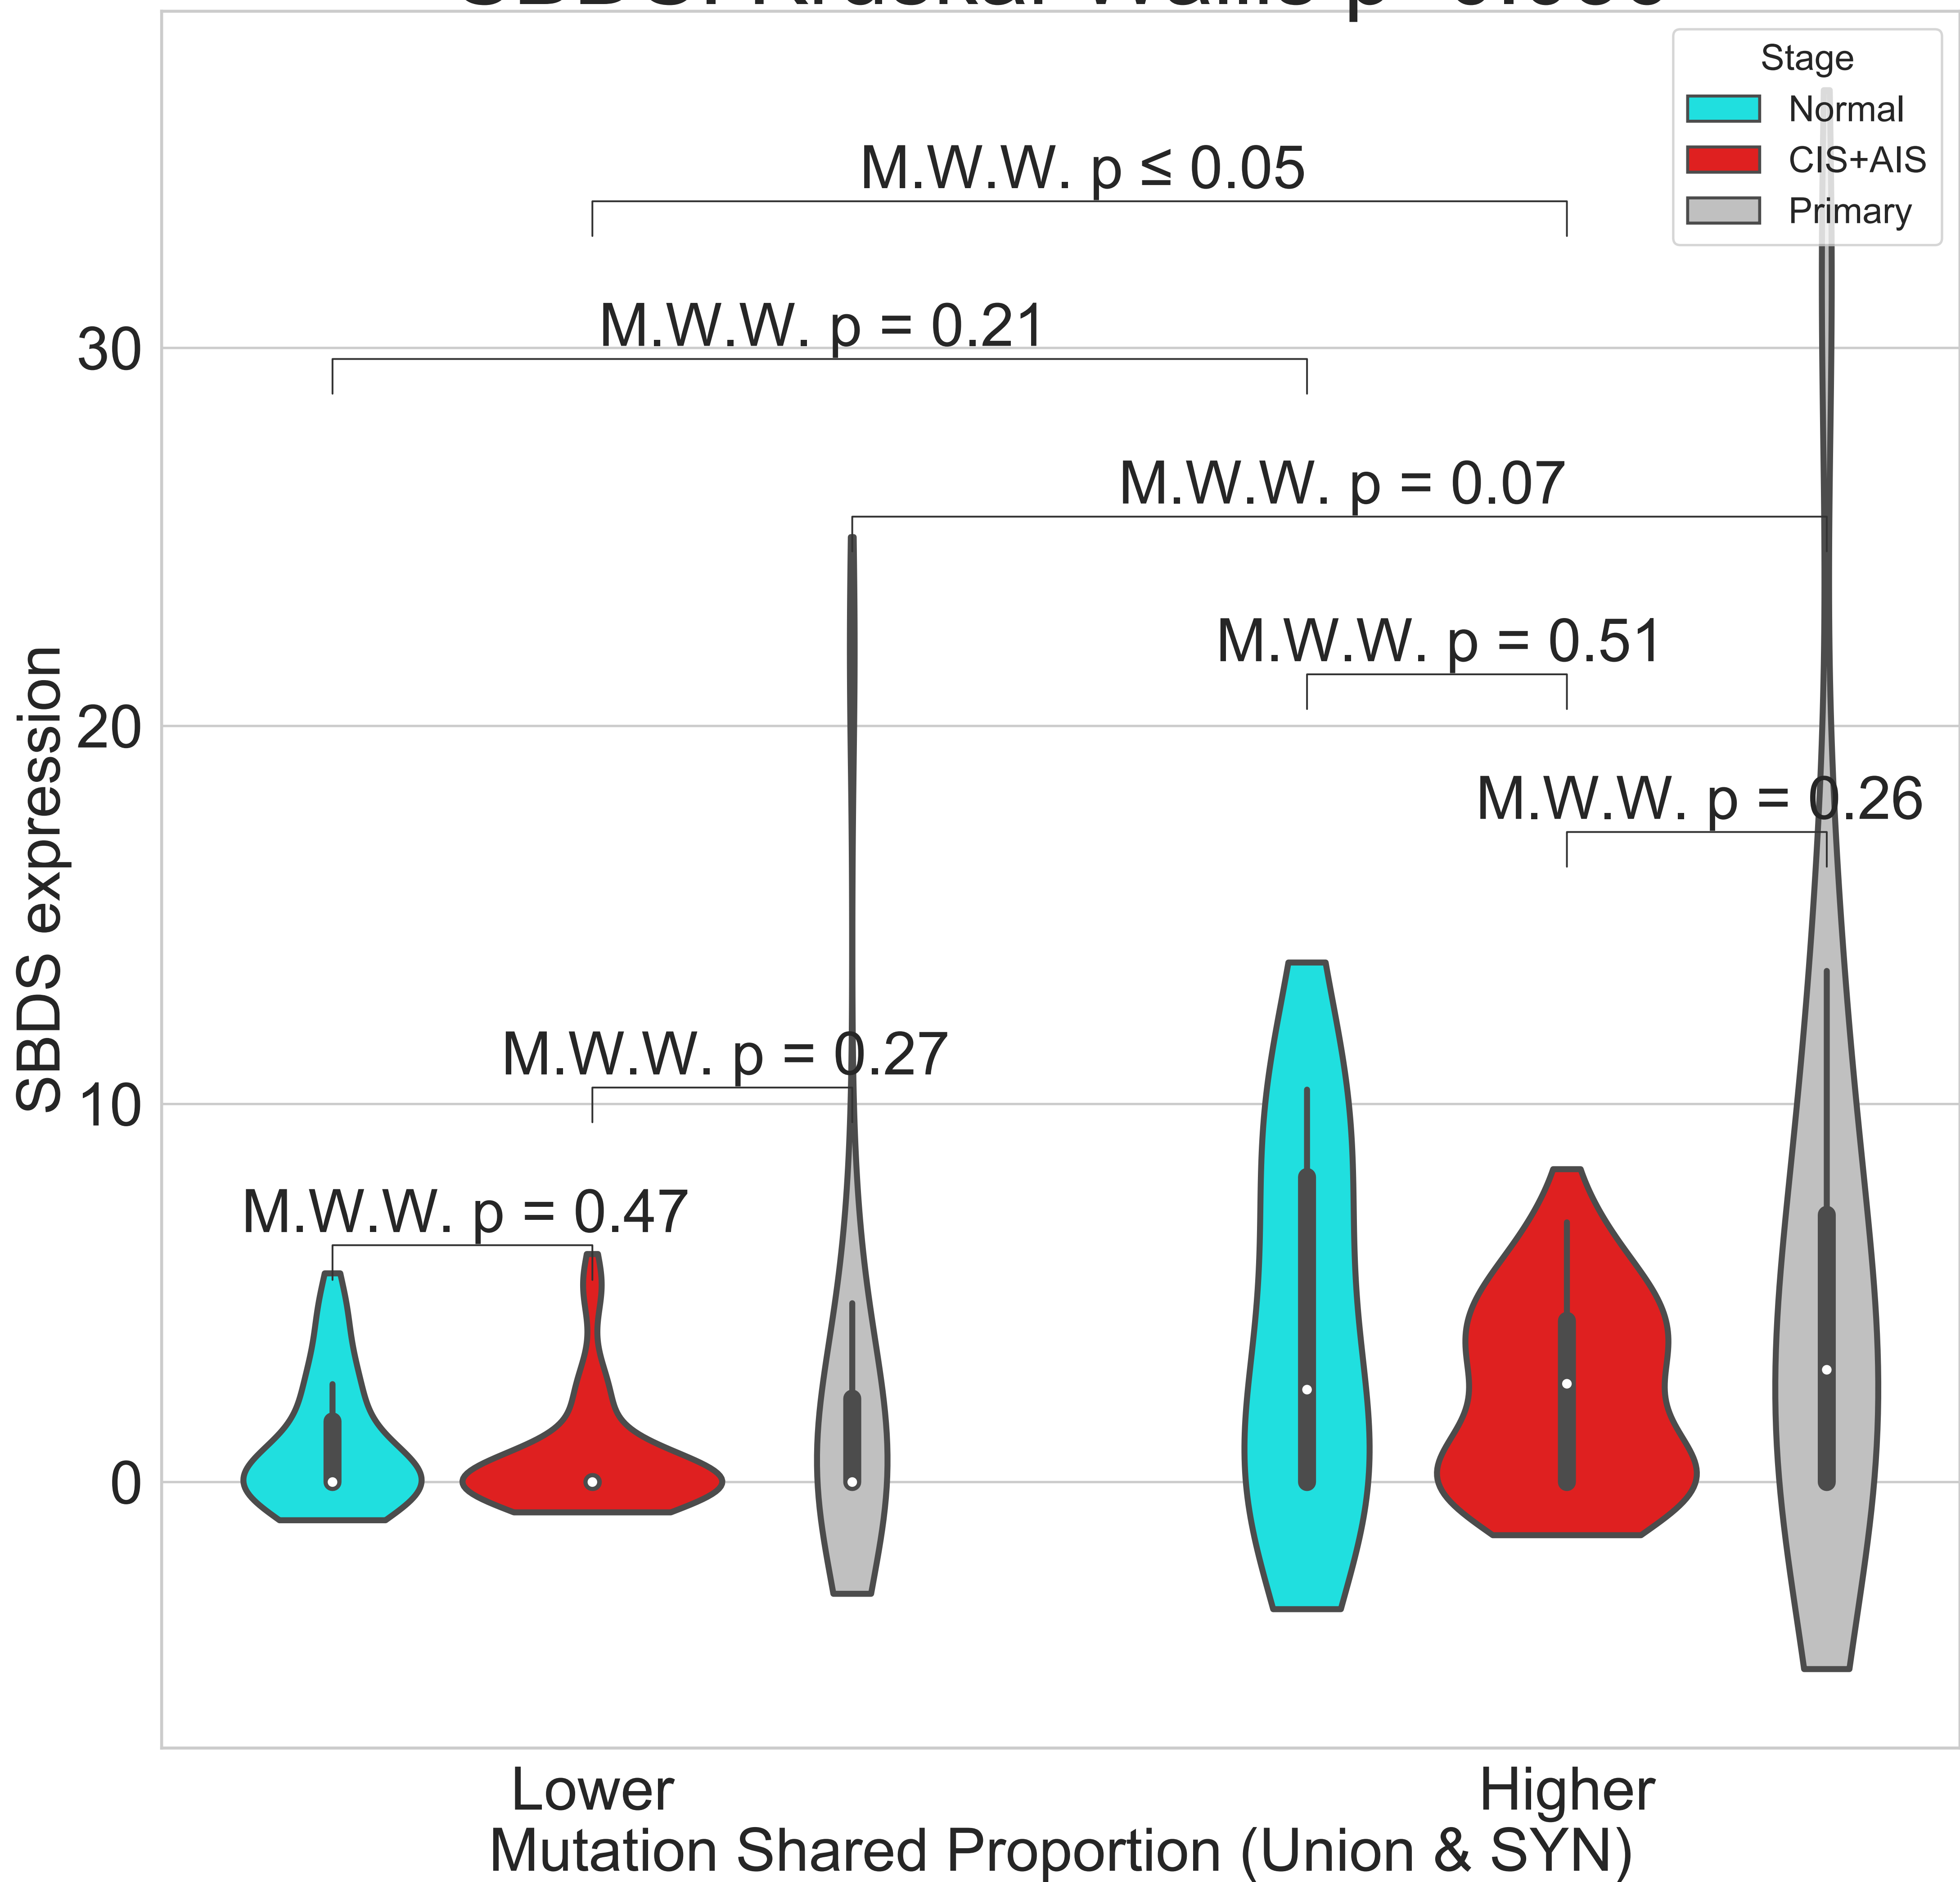 Stage
Normal
CIS+AIS
Primary
M.W.W. p ≤ 0.05
M.W.W. p = 0.21
M.W.W. p = 0.07
M.W.W. p = 0.51
M.W.W. p = 0.26
M.W.W. p = 0.27
M.W.W. p = 0.47
30
20
10
0
SBDS expression
Lower
Higher
Mutation Shared Proportion (Union & SYN)